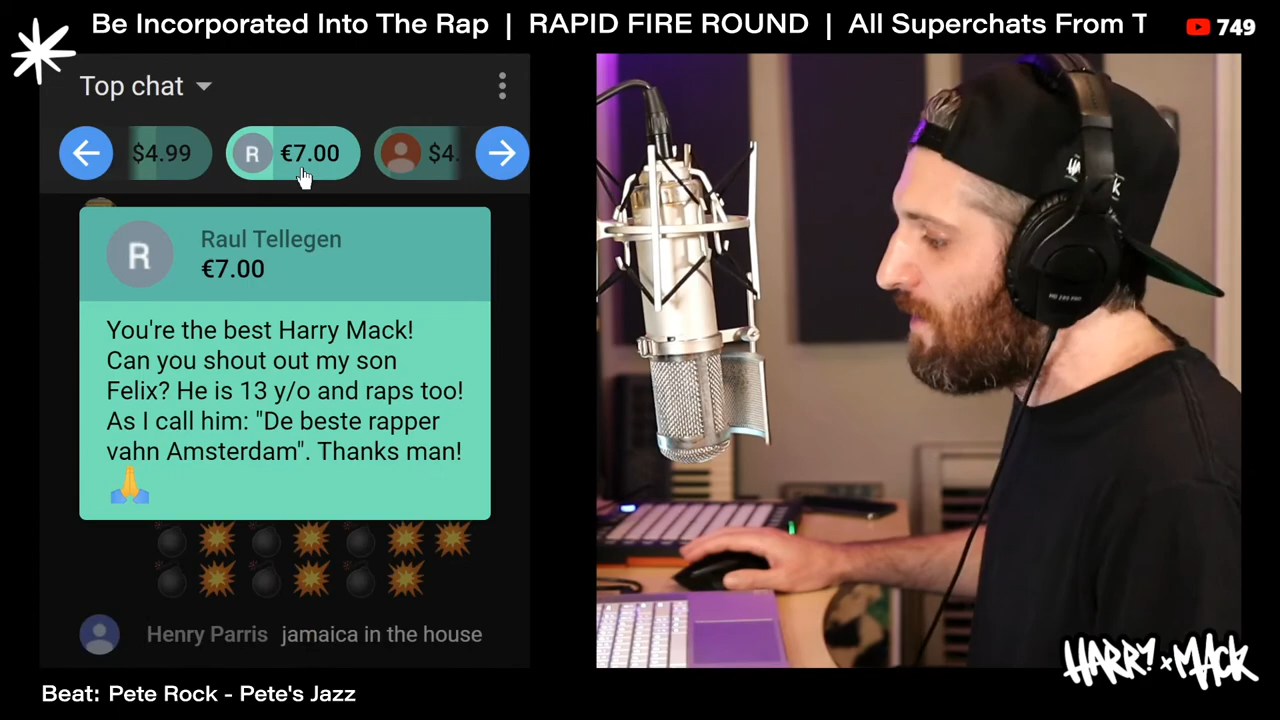 Be Incorporated Into The Rap | RAPID FIRE ROUND | All Superchats From T
749
Top chat
$4.99
R €7.00
$4.
R
Raul Tellegen
€7.00
You're the best Harry Mack!
Can you shout out my son
Felix? He is 13 y/o and raps too!
As I call him: "De beste rapper
vahn Amsterdam". Thanks man!
🙏
💣💥💣💥💣💥💥
💣💥💣💥💣💥
Henry Parris jamaica in the house
HARRY × MACK
Beat: Pete Rock - Pete's Jazz